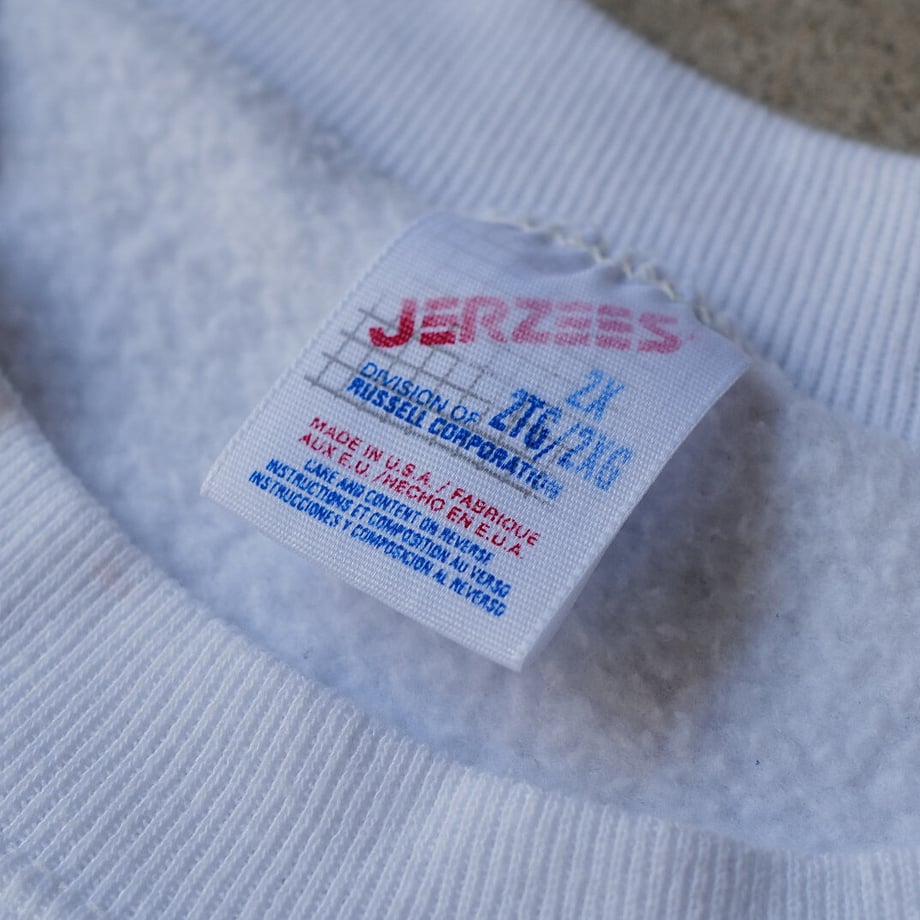 JERZEES
2X
DIVISION OF 2TG/2XG
RUSSELL CORPORATION
MADE IN U.S.A. / FABRIQUE
AUX E.U. / HECHO EN E.U.A.
CARE AND CONTENT ON REVERSE
INSTRUCTIONS ET COMPOSITION AU VERSO
INSTRUCCIONES Y COMPOSICIÓN AL REVERSO